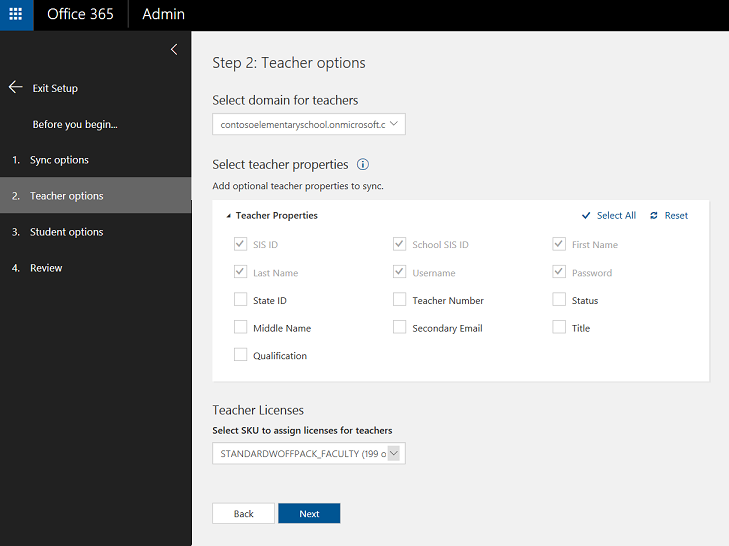 Office 365
Admin
Exit Setup
Before you begin...
1. Sync options
2. Teacher options
3. Student options
4. Review
Step 2: Teacher options
Select domain for teachers
contosoelementaryschool.onmicrosoft.c
Select teacher properties
Add optional teacher properties to sync.
Teacher Properties
Select All
Reset
SIS ID
School SIS ID
First Name
Last Name
Username
Password
State ID
Teacher Number
Status
Middle Name
Secondary Email
Title
Qualification
Teacher Licenses
Select SKU to assign licenses for teachers
STANDARDWOFFPACK_FACULTY (199 o
Back
Next